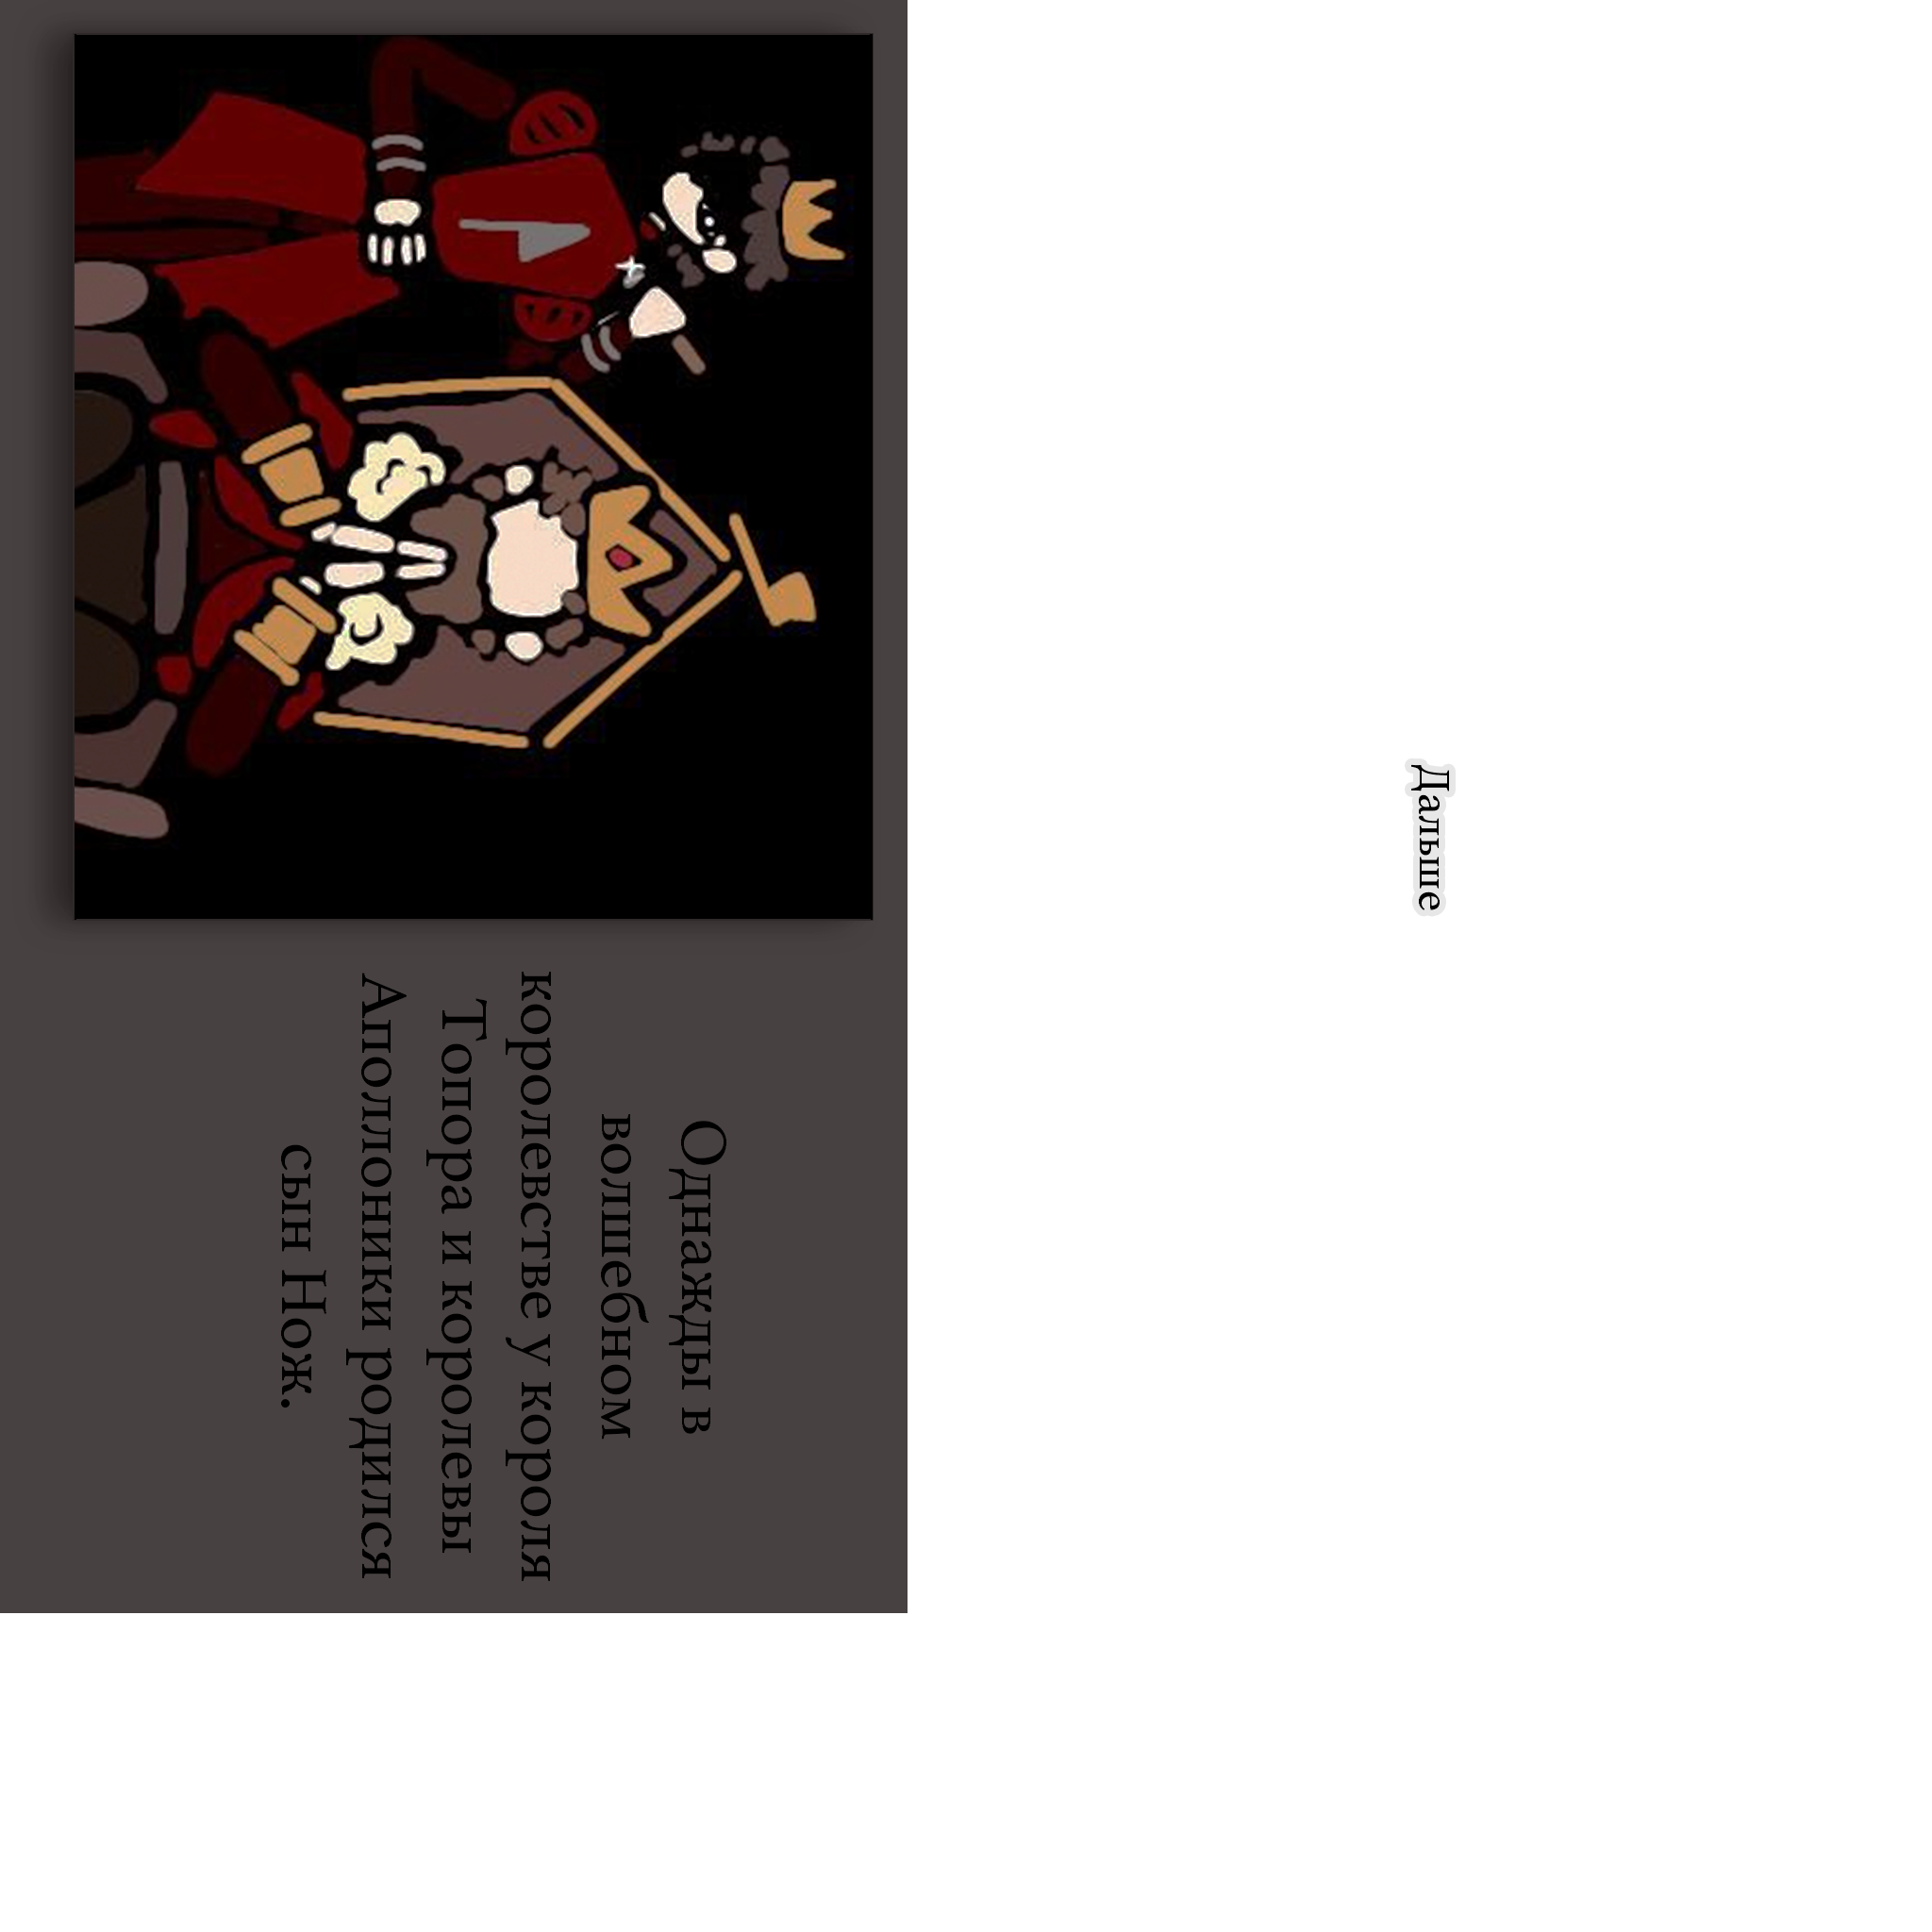 Однажды в
волшебном
королевстве у короля
Топора и королевы
Аполлоники родился
сын Нож.
Дальше